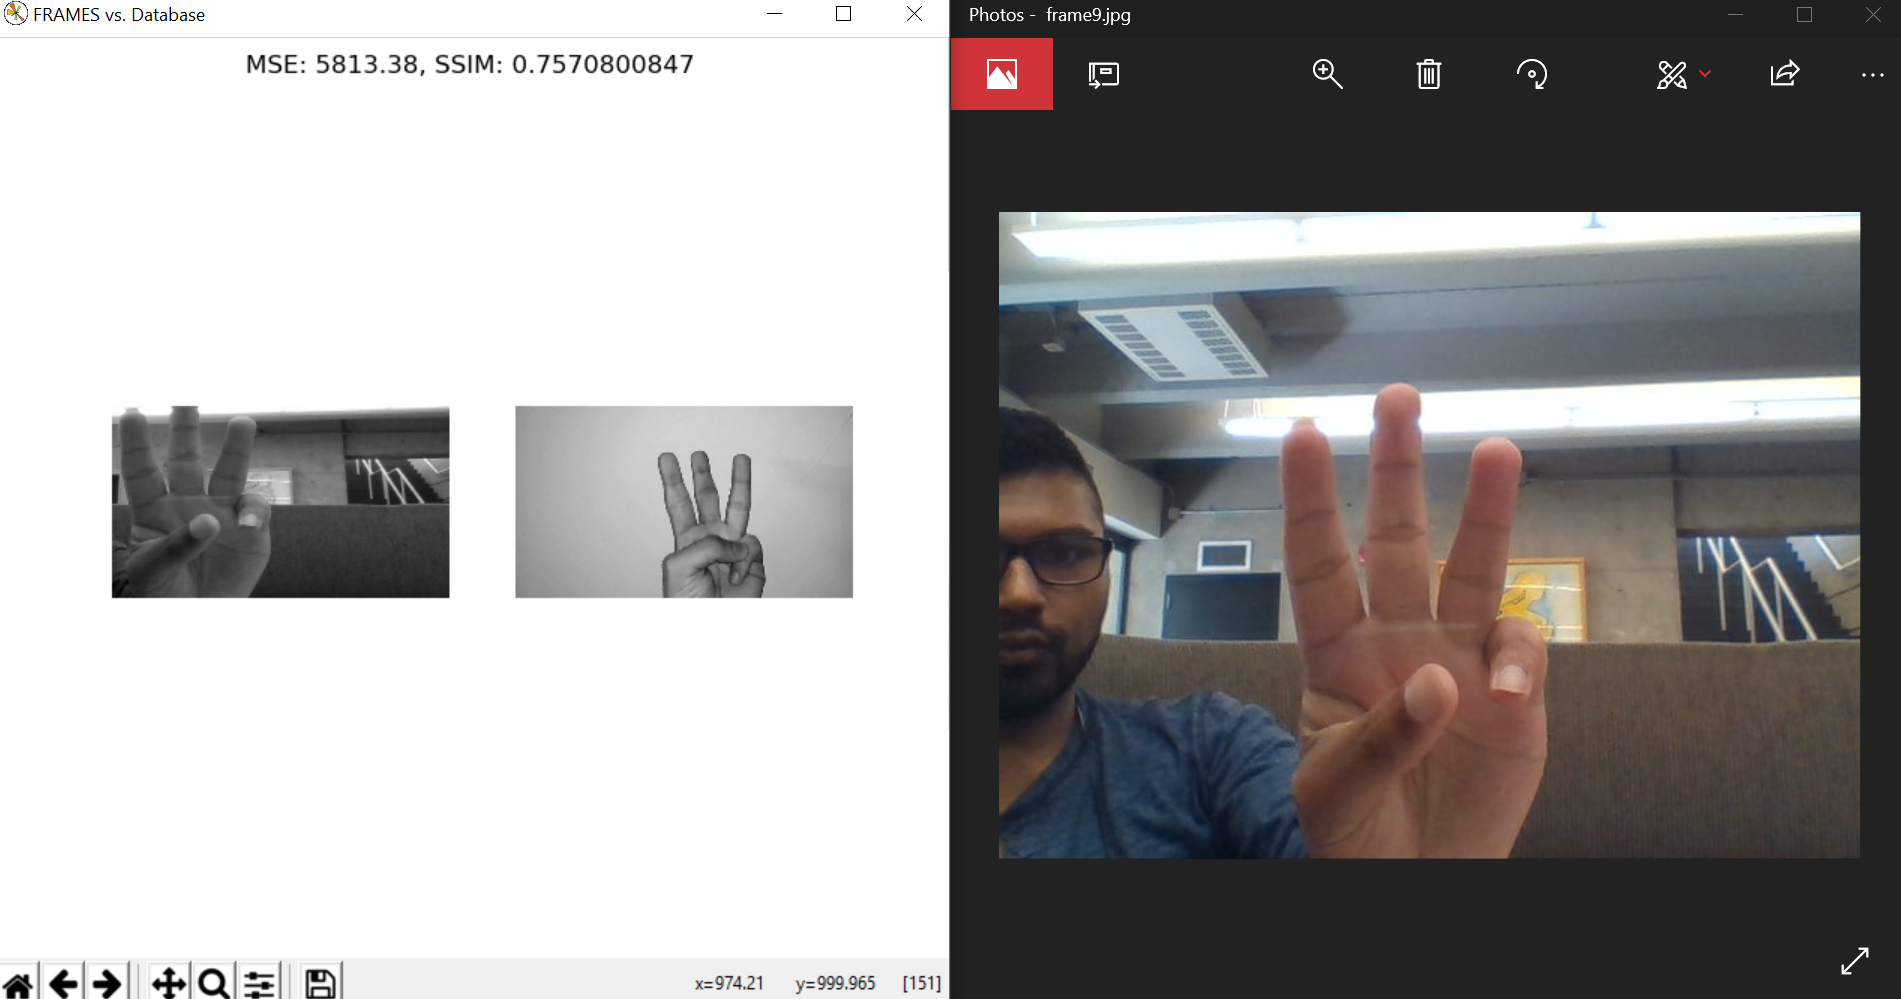 FRAMES vs. Database
MSE: 5813.38, SSIM: 0.7570800847
x=974.21 y=999.965 [151]
Photos - frame9.jpg